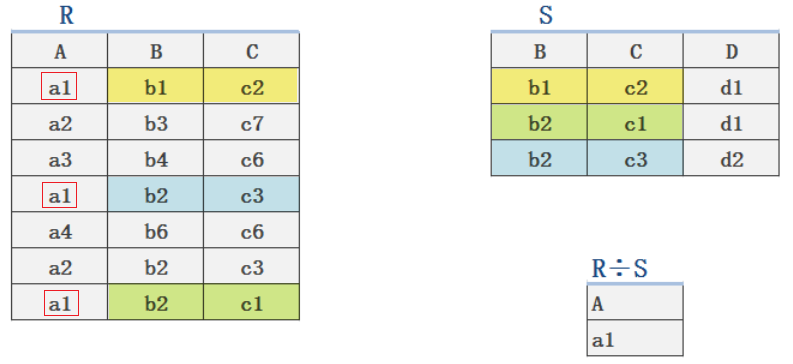 R
A B C
a1 b1 c2
a2 b3 c7
a3 b4 c6
a1 b2 c3
a4 b6 c6
a2 b2 c3
a1 b2 c1
S
B C D
b1 c2 d1
b2 c1 d1
b2 c3 d2
R÷S
A
a1